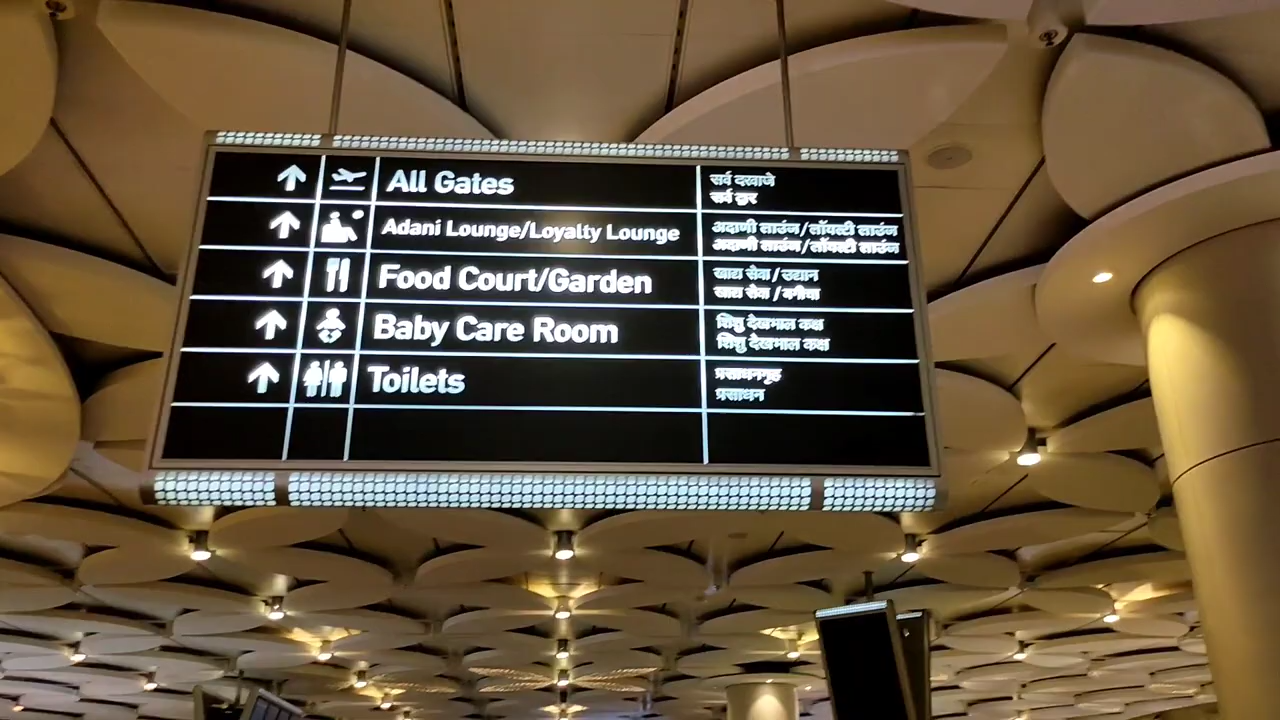 All Gates
सर्व दरवाजे
सर्व द्वार
Adani Lounge/Loyalty Lounge
अदाणी लाउंज/लॉयल्टी लाउंज
अदाणी लाउंज/लॉयल्टी लाउंज
Food Court/Garden
खाद्य सेवा/उद्यान
खाद्य सेवा/बगीचा
Baby Care Room
शिशु देखभाल कक्ष
शिशु देखभाल कक्ष
Toilets
प्रसाधनगृह
प्रसाधन